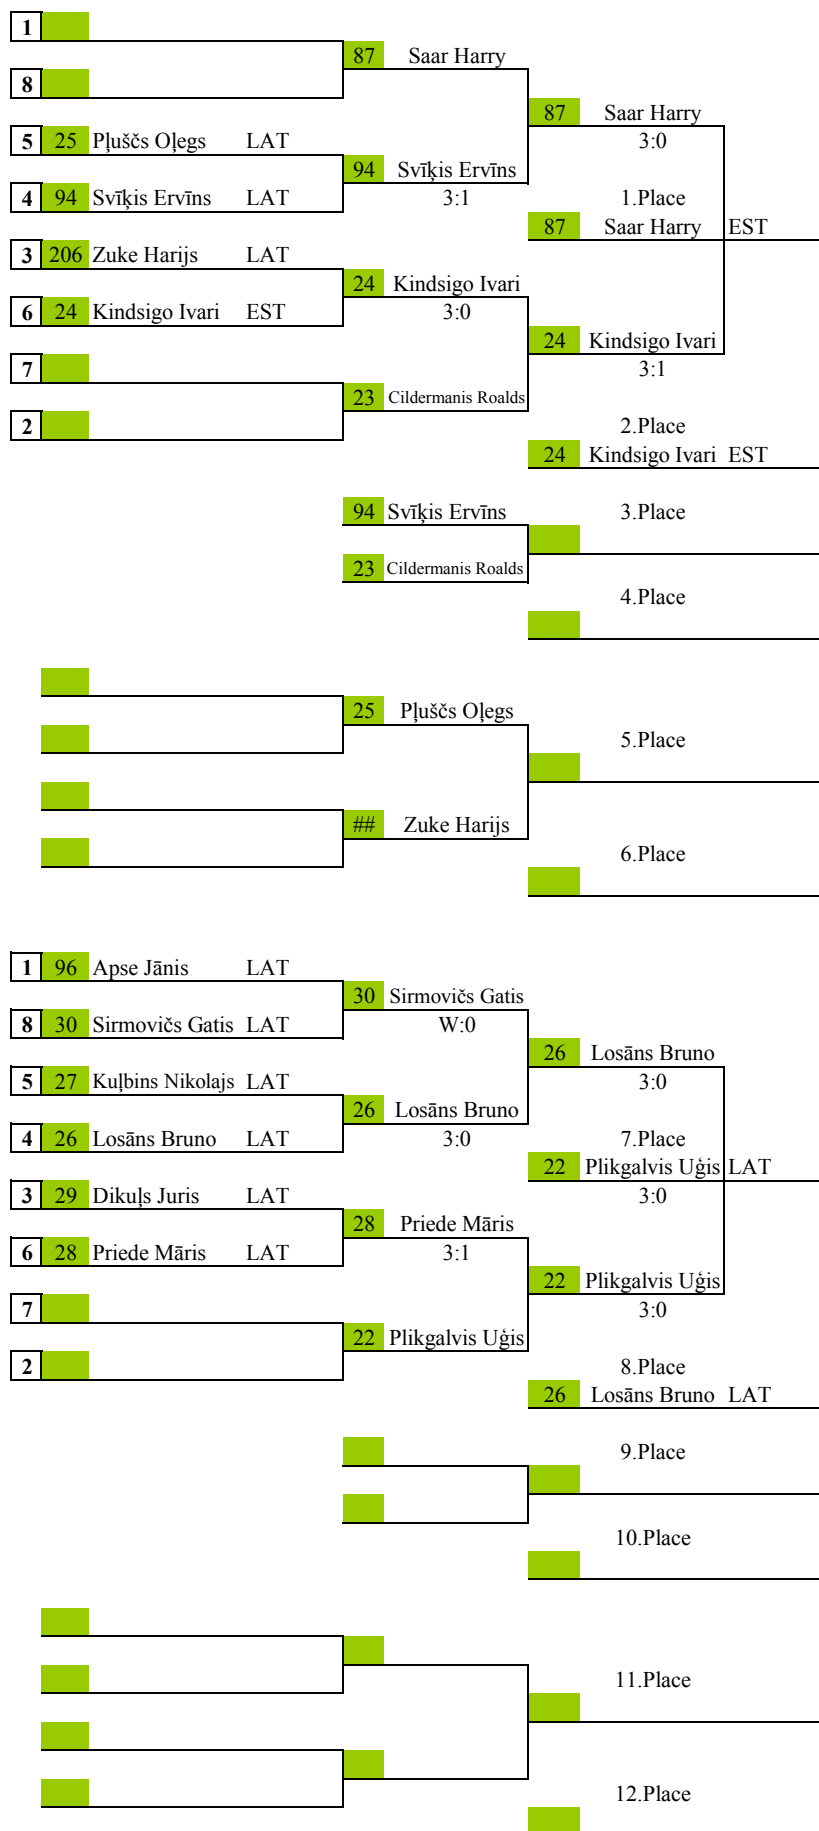 1
87 Saar Harry
8
87 Saar Harry
5 25 Pļuščs Oļegs LAT 3:0
94 Svīķis Ervīns
4 94 Svīķis Ervīns LAT 3:1 1.Place
87 Saar Harry EST
3 206 Zuke Harijs LAT
24 Kindsigo Ivari
6 24 Kindsigo Ivari EST 3:0
24 Kindsigo Ivari
7 3:1
23 Cildermanis Roalds
2 2.Place
24 Kindsigo Ivari EST
94 Svīķis Ervīns 3.Place
23 Cildermanis Roalds
4.Place
25 Pļuščs Oļegs
5.Place
## Zuke Harijs
6.Place
1 96 Apse Jānis LAT
30 Sirmovičs Gatis
8 30 Sirmovičs Gatis LAT W:0
26 Losāns Bruno
5 27 Kuļbins Nikolajs LAT 3:0
26 Losāns Bruno
4 26 Losāns Bruno LAT 3:0 7.Place
22 Plikgalvis Uģis LAT
3 29 Dikuļs Juris LAT 3:0
28 Priede Māris
6 28 Priede Māris LAT 3:1
22 Plikgalvis Uģis
7 3:0
22 Plikgalvis Uģis
2 8.Place
26 Losāns Bruno LAT
9.Place
10.Place
11.Place
12.Place